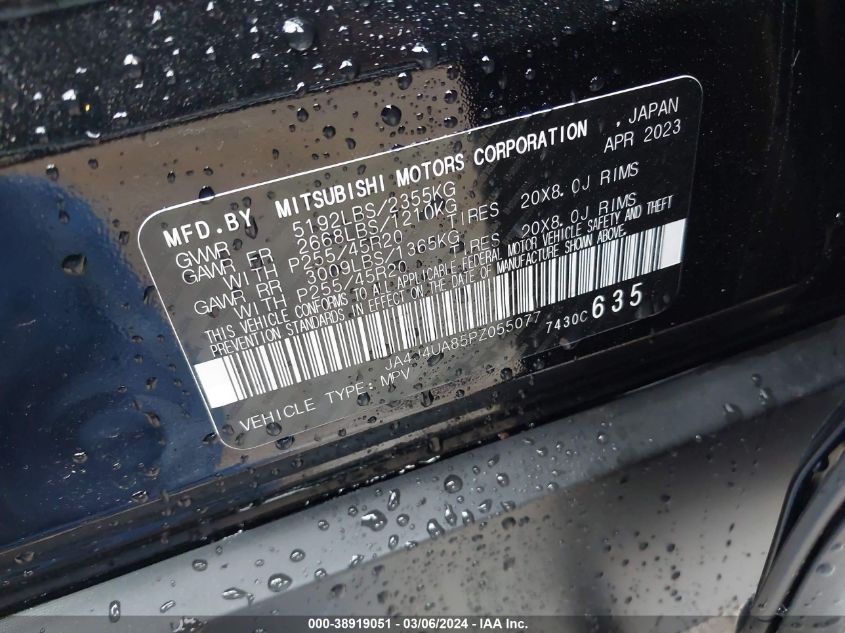 MFD.BY MITSUBISHI MOTORS CORPORATION , JAPAN
APR 2023
GVWR 5192LBS/2355KG
GAWR FR 2668LBS/1210KG
WITH P255/45R20 TIRES 20X8.0J RIMS
GAWR RR 3009LBS/1365KG
WITH P255/45R20 TIRES 20X8.0J RIMS
THIS VEHICLE CONFORMS TO ALL APPLICABLE FEDERAL MOTOR VEHICLE SAFETY AND THEFT
PREVENTION STANDARDS IN EFFECT ON THE DATE OF MANUFACTURE SHOWN ABOVE.
7430C 635
VEHICLE TYPE: MPV
000-38919051 - 03/06/2024 - IAA Inc.